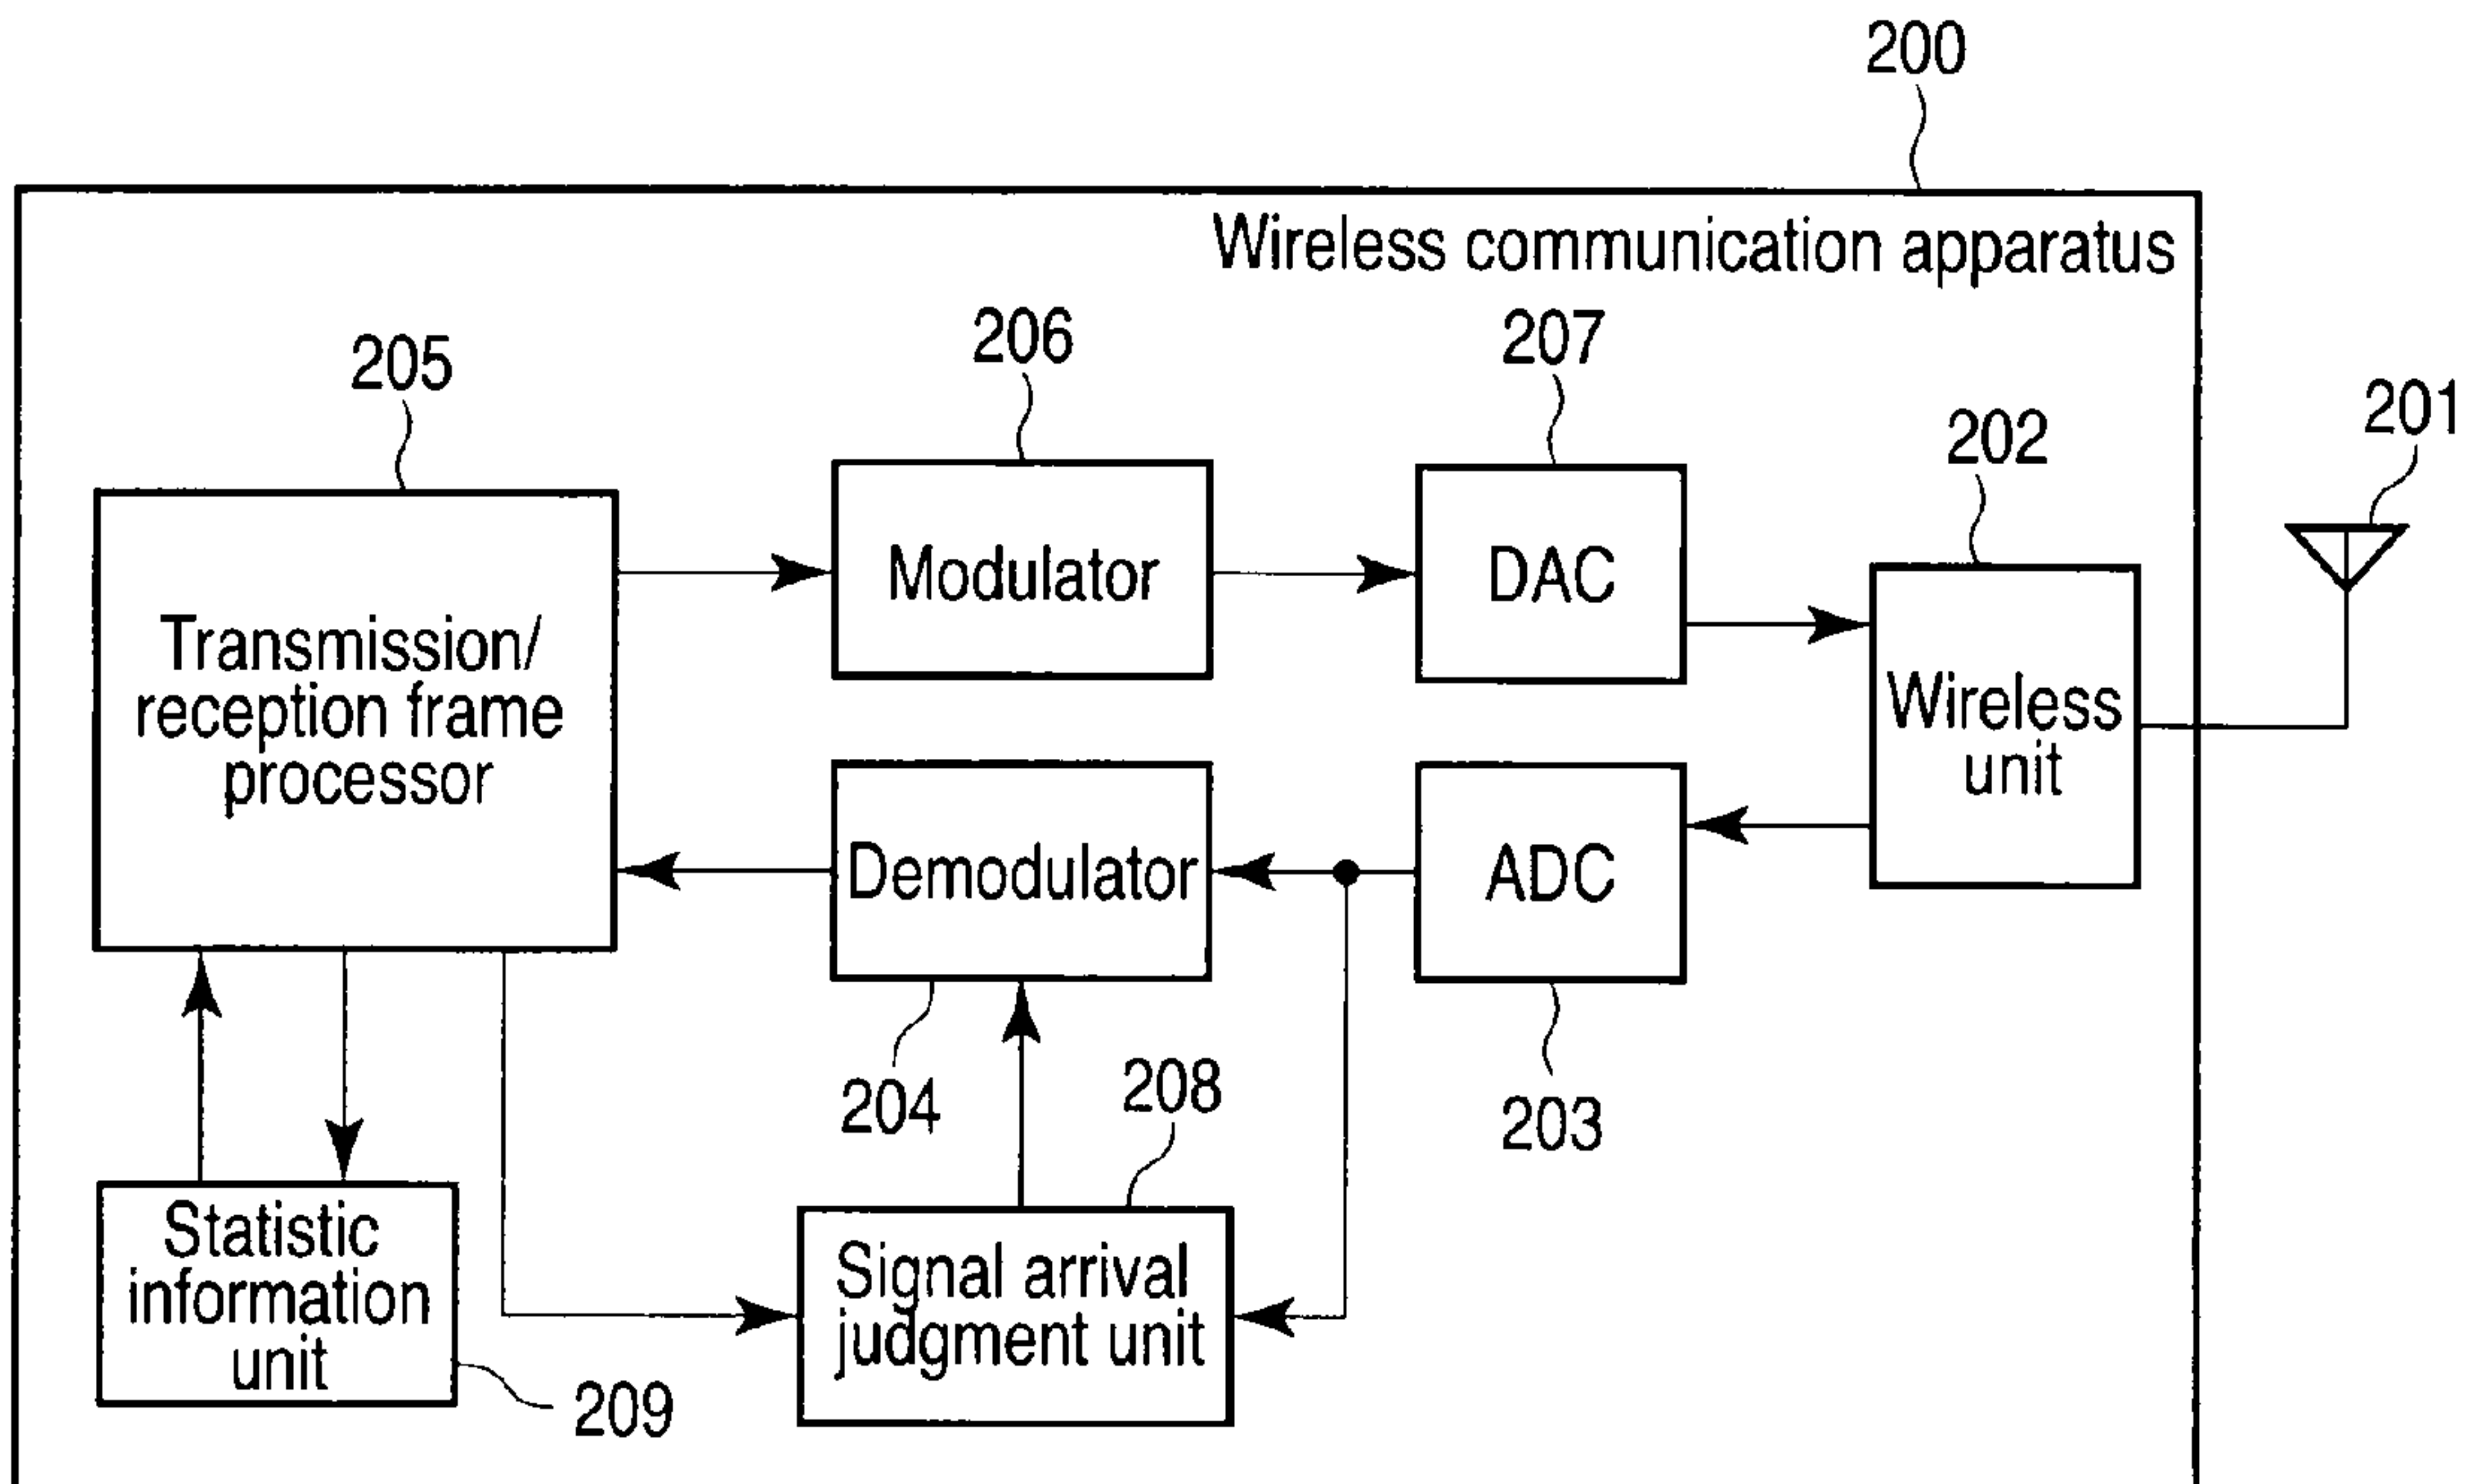 200
Wireless communication apparatus
205
206
207
202
201
Transmission/
reception frame
processor
Modulator
DAC
Wireless
unit
Demodulator
ADC
204
208
203
Statistic
information
unit
209
Signal arrival
judgment unit